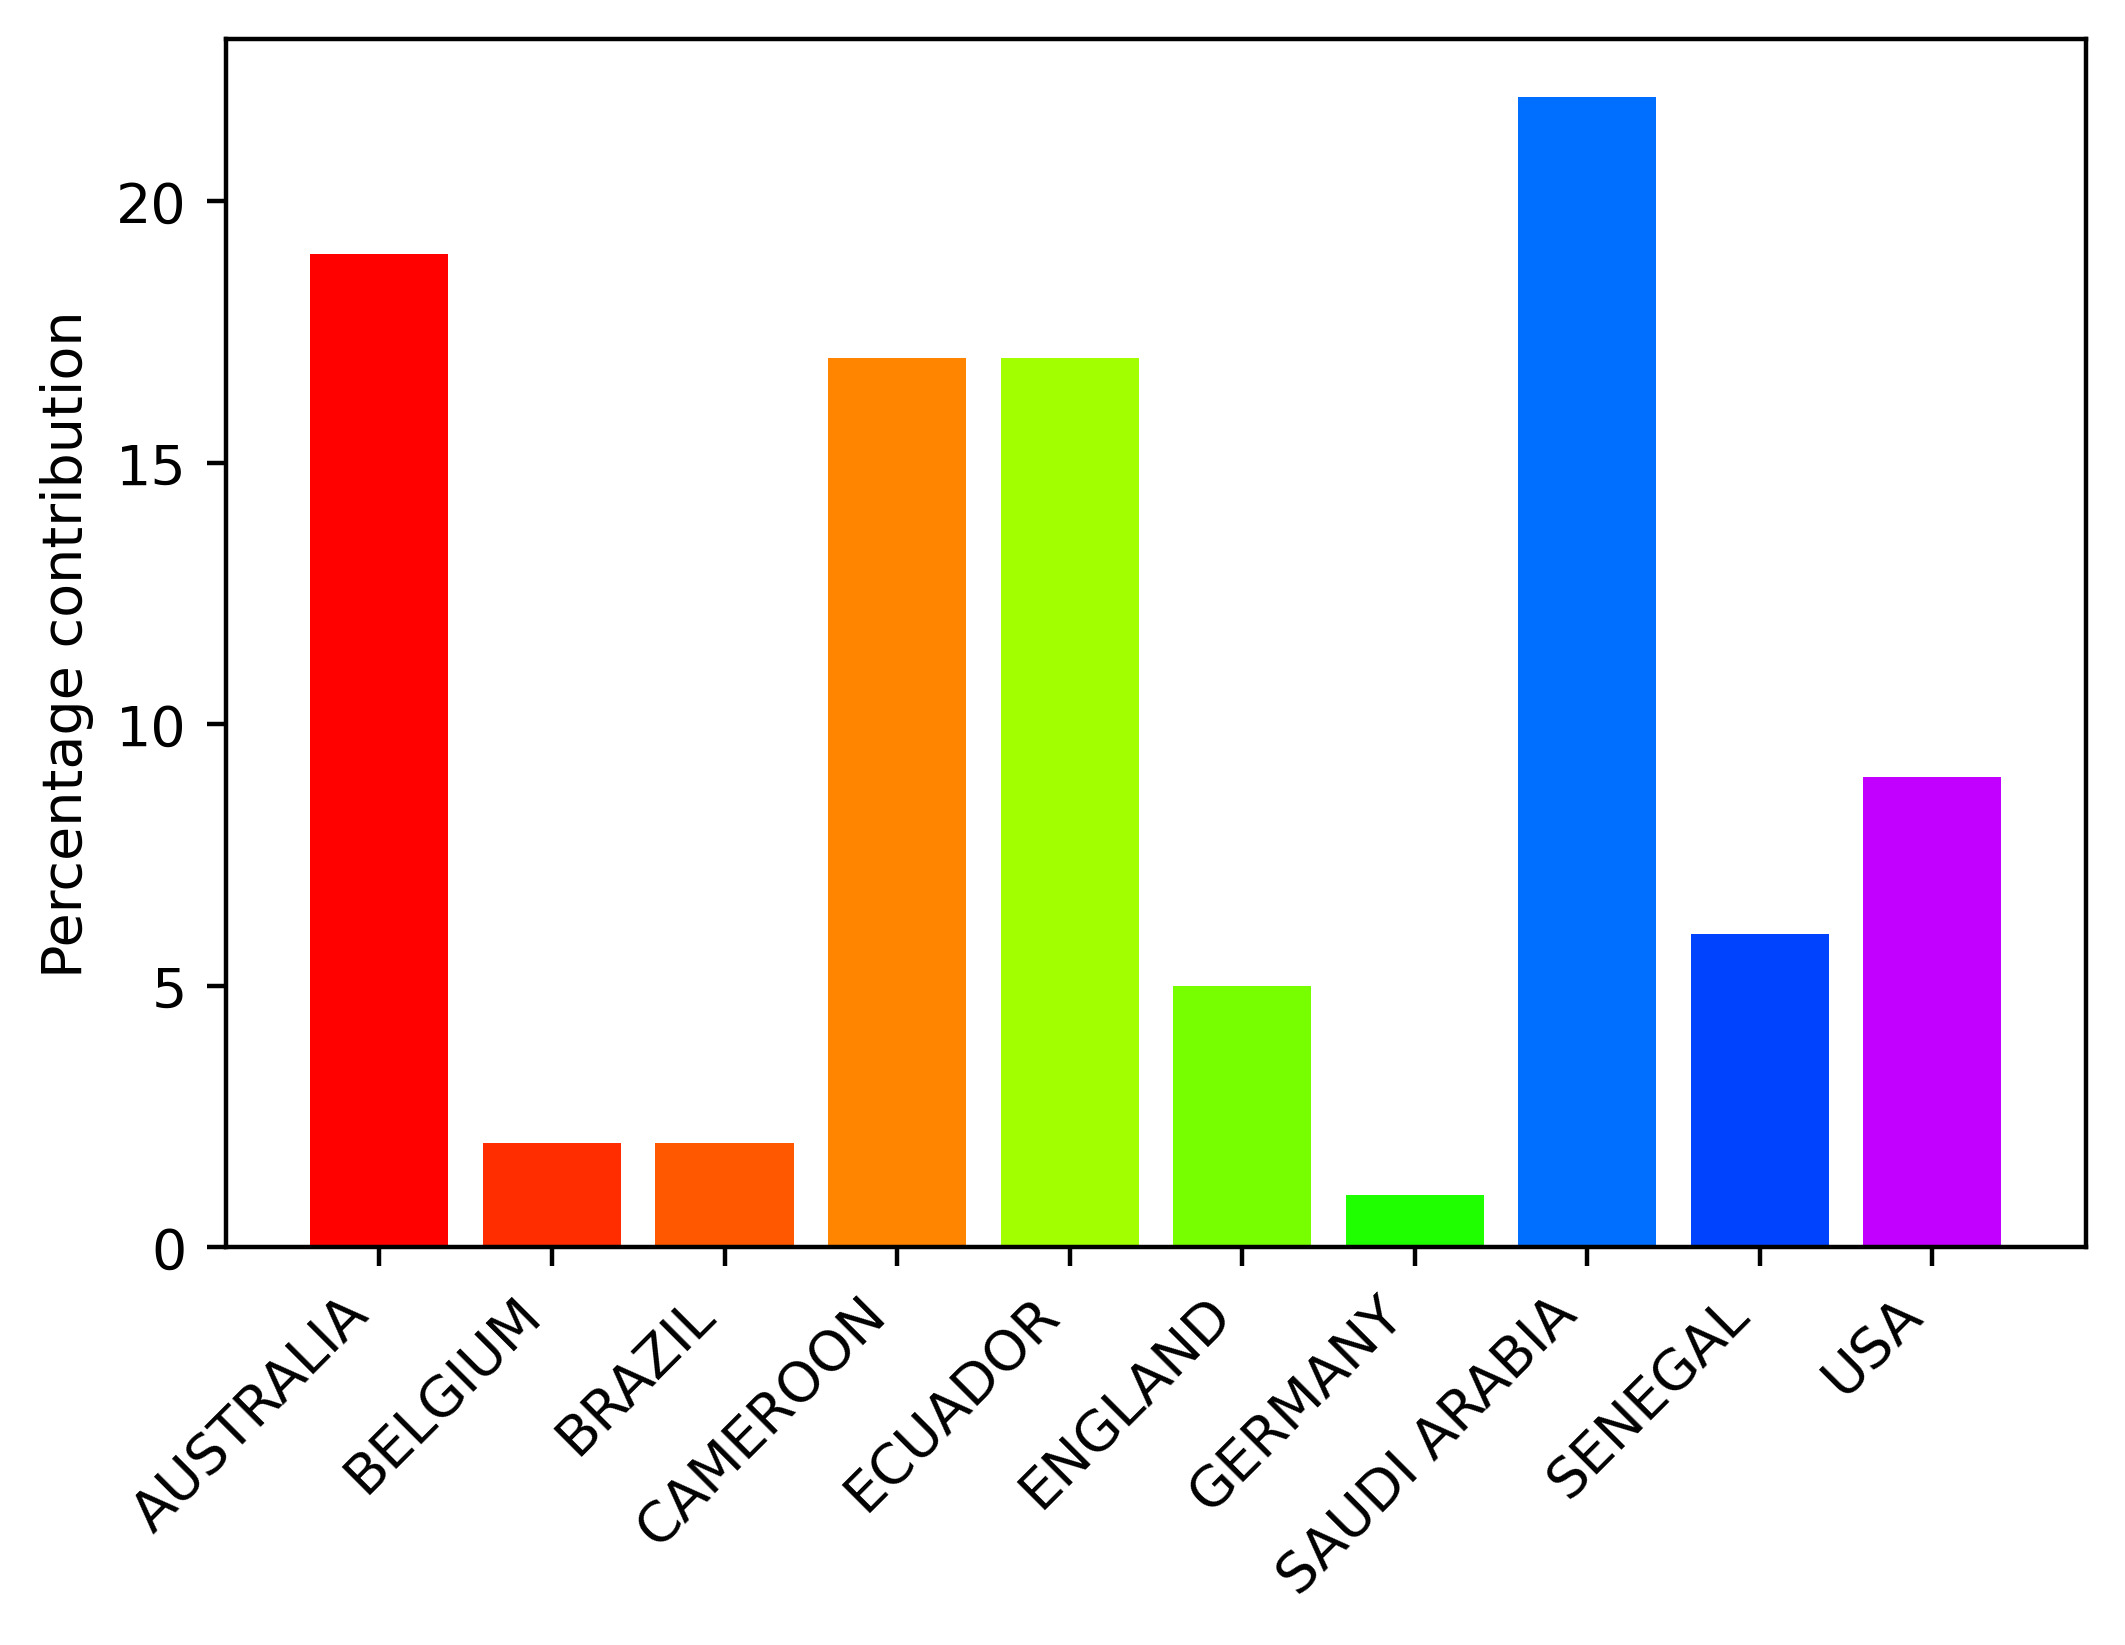 Percentage contribution
20
15
10
5
0
AUSTRALIA
BELGIUM
BRAZIL
CAMEROON
ECUADOR
ENGLAND
GERMANY
SAUDI ARABIA
SENEGAL
USA